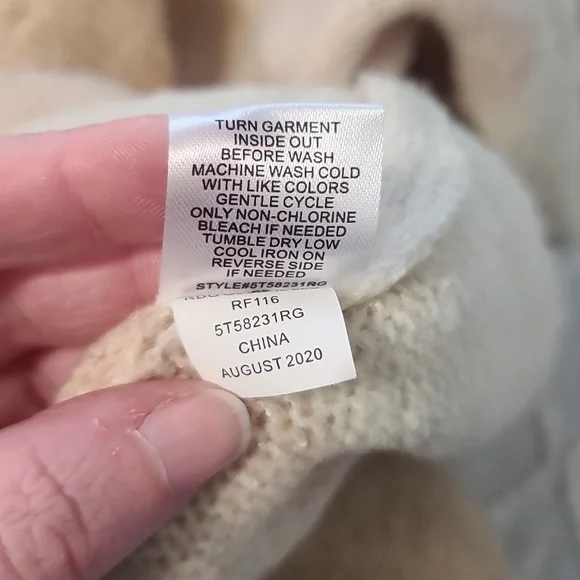 TURN GARMENT
INSIDE OUT
BEFORE WASH
MACHINE WASH COLD
WITH LIKE COLORS
GENTLE CYCLE
ONLY NON-CHLORINE
BLEACH IF NEEDED
TUMBLE DRY LOW
COOL IRON ON
REVERSE SIDE
IF NEEDED
STYLE#5T58231RG
RF116
5T58231RG
CHINA
AUGUST 2020